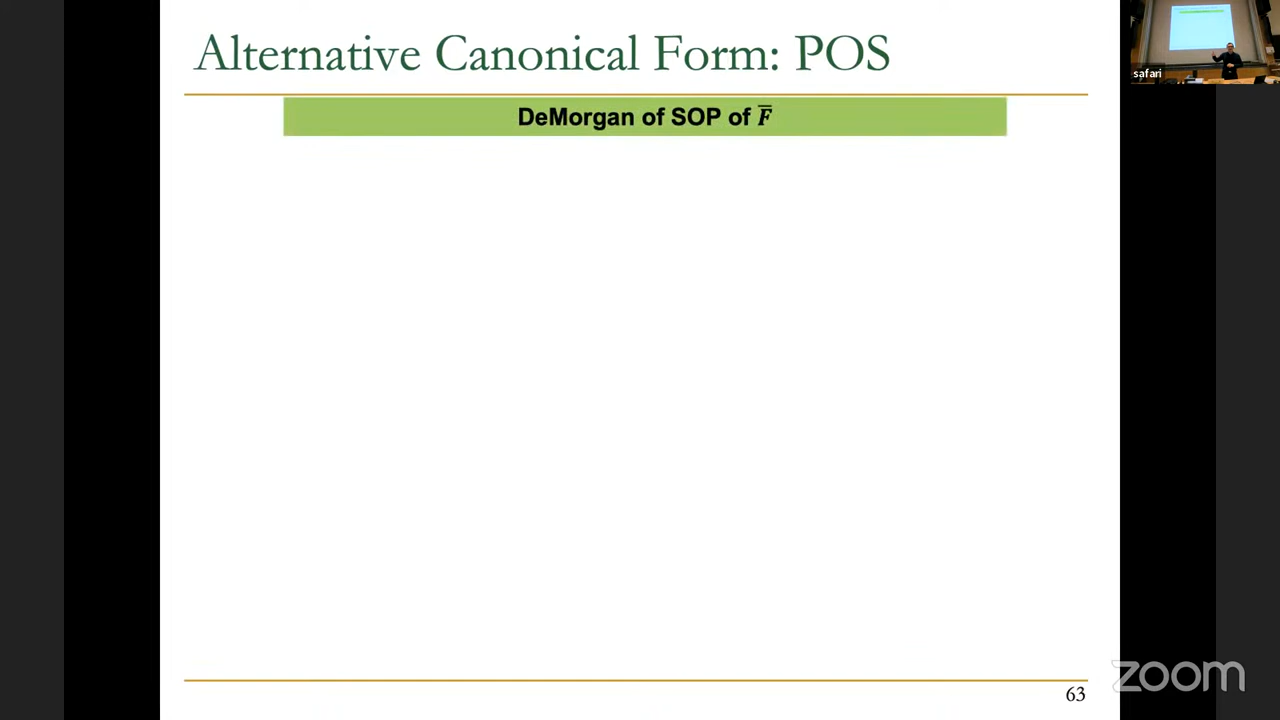 Alternative Canonical Form: POS
safari
DeMorgan of SOP of F̅
63
zoom